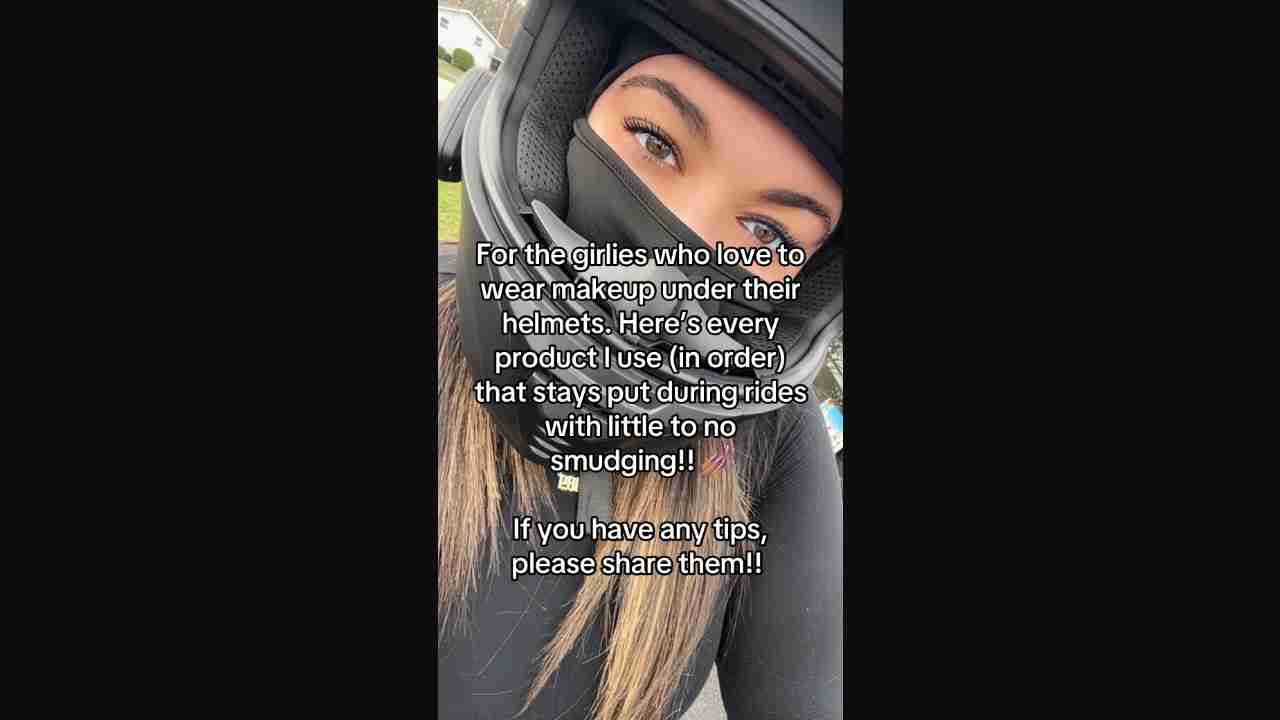 For the girlies who love to
wear makeup under their
helmets. Here's every
product I use (in order)
that stays put during rides
with little to no
smudging!! 💅
If you have any tips,
please share them!!